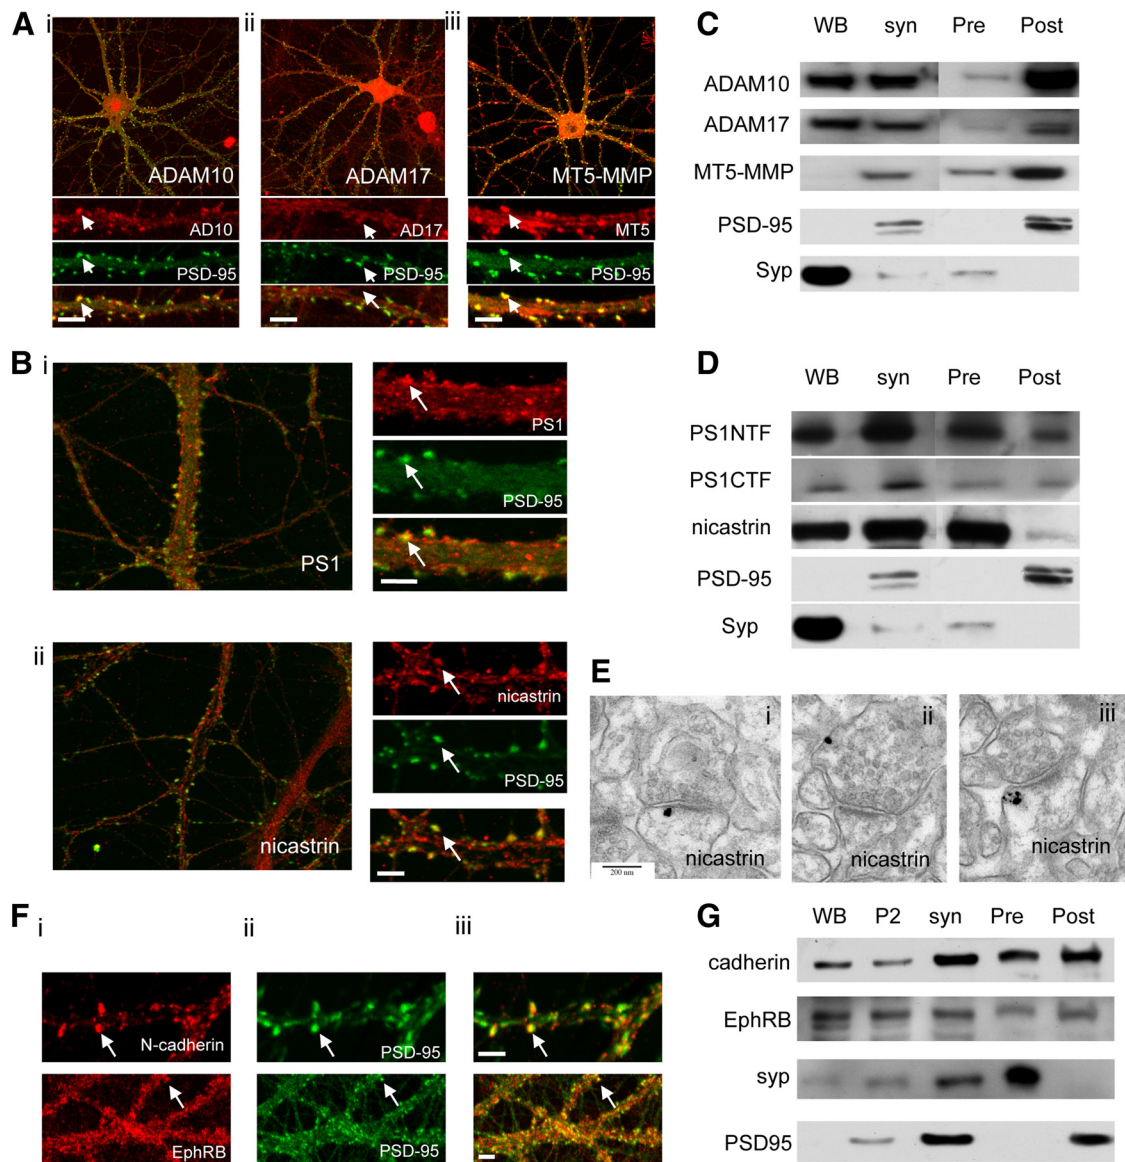 A
i
ii
iii
ADAM10
ADAM17
MT5-MMP
AD10
AD17
MT5
PSD-95
PSD-95
PSD-95
B
i
PS1
PS1
PSD-95
ii
nicastrin
nicastrin
PSD-95
C
WB syn Pre Post
ADAM10
ADAM17
MT5-MMP
PSD-95
Syp
D
WB syn Pre Post
PS1NTF
PS1CTF
nicastrin
PSD-95
Syp
E
i
ii
iii
nicastrin
nicastrin
nicastrin
200 nm
F
i
ii
iii
N-cadherin
PSD-95
EphRB
PSD-95
G
WB P2 syn Pre Post
cadherin
EphRB
syp
PSD95